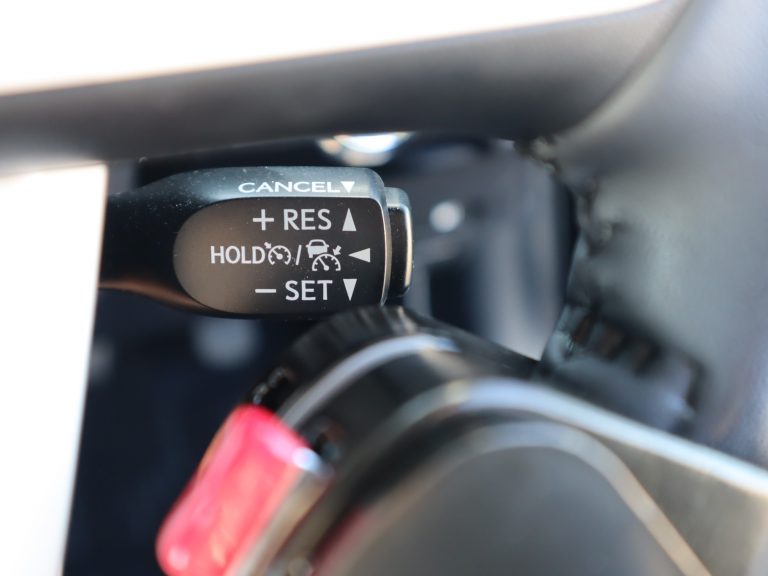 CANCEL▼
+ RES ▲
HOLD / ◀
− SET ▼